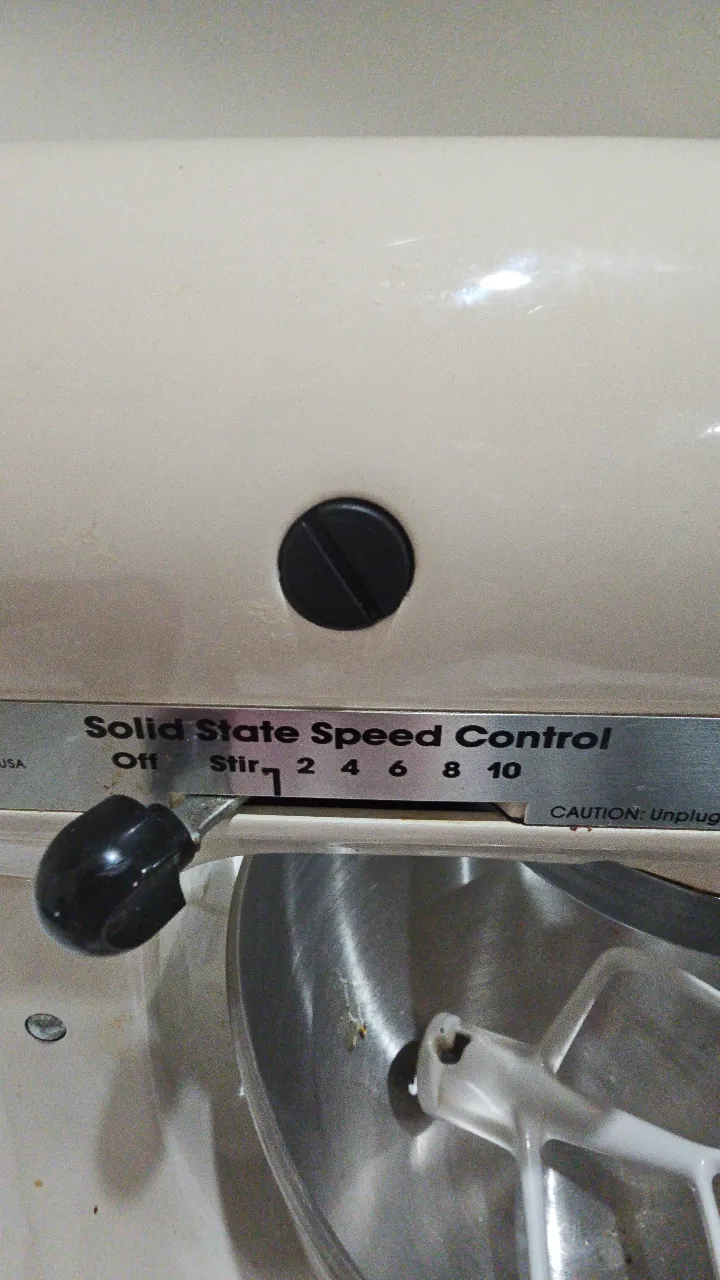 Solid State Speed Control
USA Off Stir 2 4 6 8 10
CAUTION: Unplug